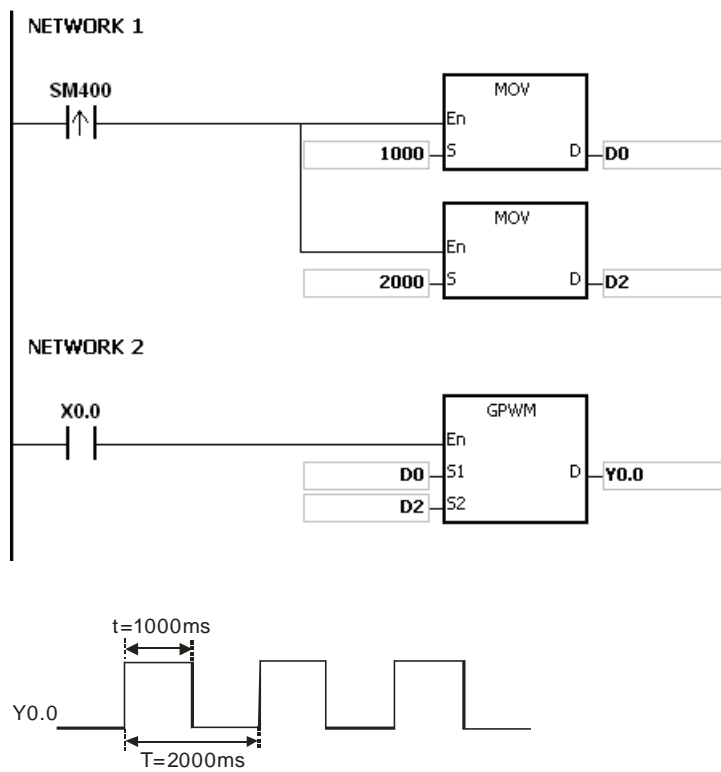 NETWORK 1
SM400
MOV
En
1000 S D D0
MOV
En
2000 S D D2
NETWORK 2
X0.0
GPWM
En
D0 S1 D Y0.0
D2 S2
t=1000ms
Y0.0
T=2000ms